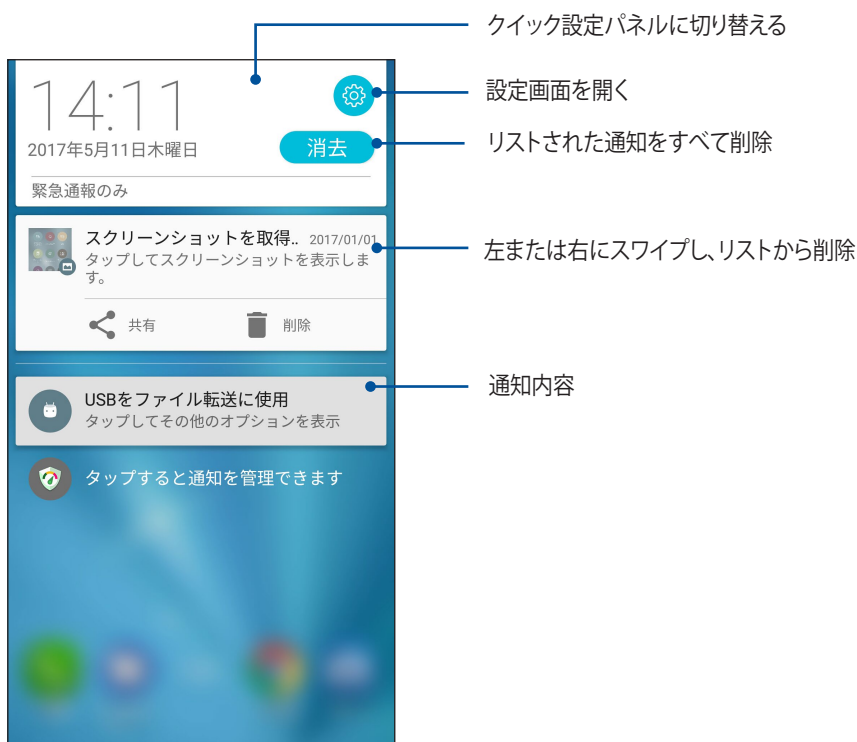 クイック設定パネルに切り替える
14:11
設定画面を開く
2017年5月11日木曜日
消去
リストされた通知をすべて削除
緊急通報のみ
スクリーンショットを取得.. 2017/01/01
タップしてスクリーンショットを表示しま
す。
左または右にスワイプし、リストから削除
共有
削除
USBをファイル転送に使用
タップしてその他のオプションを表示
通知内容
タップすると通知を管理できます